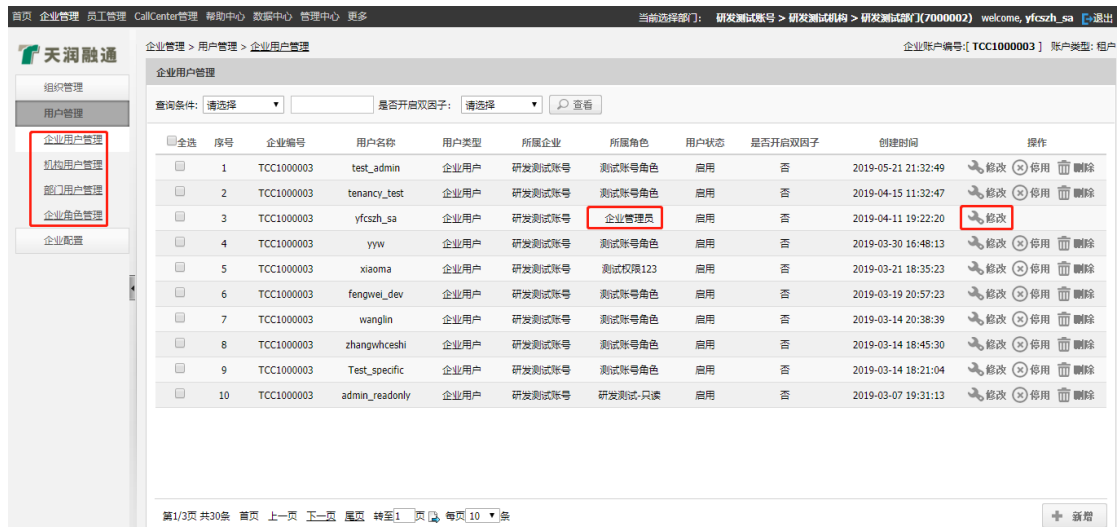 首页 企业管理 员工管理 CallCenter管理 帮助中心 数据中心 管理中心 更多 当前选择部门： 研发测试账号 > 研发测试机构 > 研发测试部门(7000002) welcome, yfcszh_sa 退出
天润融通
企业管理 > 用户管理 > 企业用户管理 企业账户编号:[ TCC1000003 ] 账户类型: 租户
企业用户管理
组织管理
用户管理
企业用户管理
机构用户管理
部门用户管理
企业角色管理
企业配置
查询条件: 请选择 是否开启双因子: 请选择 查看
全选 序号 企业编号 用户名称 用户类型 所属企业 所属角色 用户状态 是否开启双因子 创建时间 操作
1 TCC1000003 test_admin 企业用户 研发测试账号 测试账号角色 启用 否 2019-05-21 21:32:49 修改 停用 删除
2 TCC1000003 tenancy_test 企业用户 研发测试账号 测试账号角色 启用 否 2019-04-15 11:32:47 修改 停用 删除
3 TCC1000003 yfcszh_sa 企业用户 研发测试账号 企业管理员 启用 否 2019-04-11 19:22:20 修改
4 TCC1000003 yyw 企业用户 研发测试账号 测试账号角色 启用 否 2019-03-30 16:48:13 修改 停用 删除
5 TCC1000003 xiaoma 企业用户 研发测试账号 测试权限123 启用 否 2019-03-21 18:35:23 修改 停用 删除
6 TCC1000003 fengwei_dev 企业用户 研发测试账号 测试账号角色 启用 否 2019-03-19 20:57:23 修改 停用 删除
7 TCC1000003 wanglin 企业用户 研发测试账号 测试账号角色 启用 否 2019-03-14 20:38:39 修改 停用 删除
8 TCC1000003 zhangwhceshi 企业用户 研发测试账号 测试账号角色 启用 否 2019-03-14 18:45:30 修改 停用 删除
9 TCC1000003 Test_specific 企业用户 研发测试账号 测试账号角色 启用 否 2019-03-14 18:21:04 修改 停用 删除
10 TCC1000003 admin_readonly 企业用户 研发测试账号 研发测试-只读 启用 否 2019-03-07 19:31:13 修改 停用 删除
第1/3页 共30条 首页 上一页 下一页 尾页 转至1 页 每页 10 条 新增